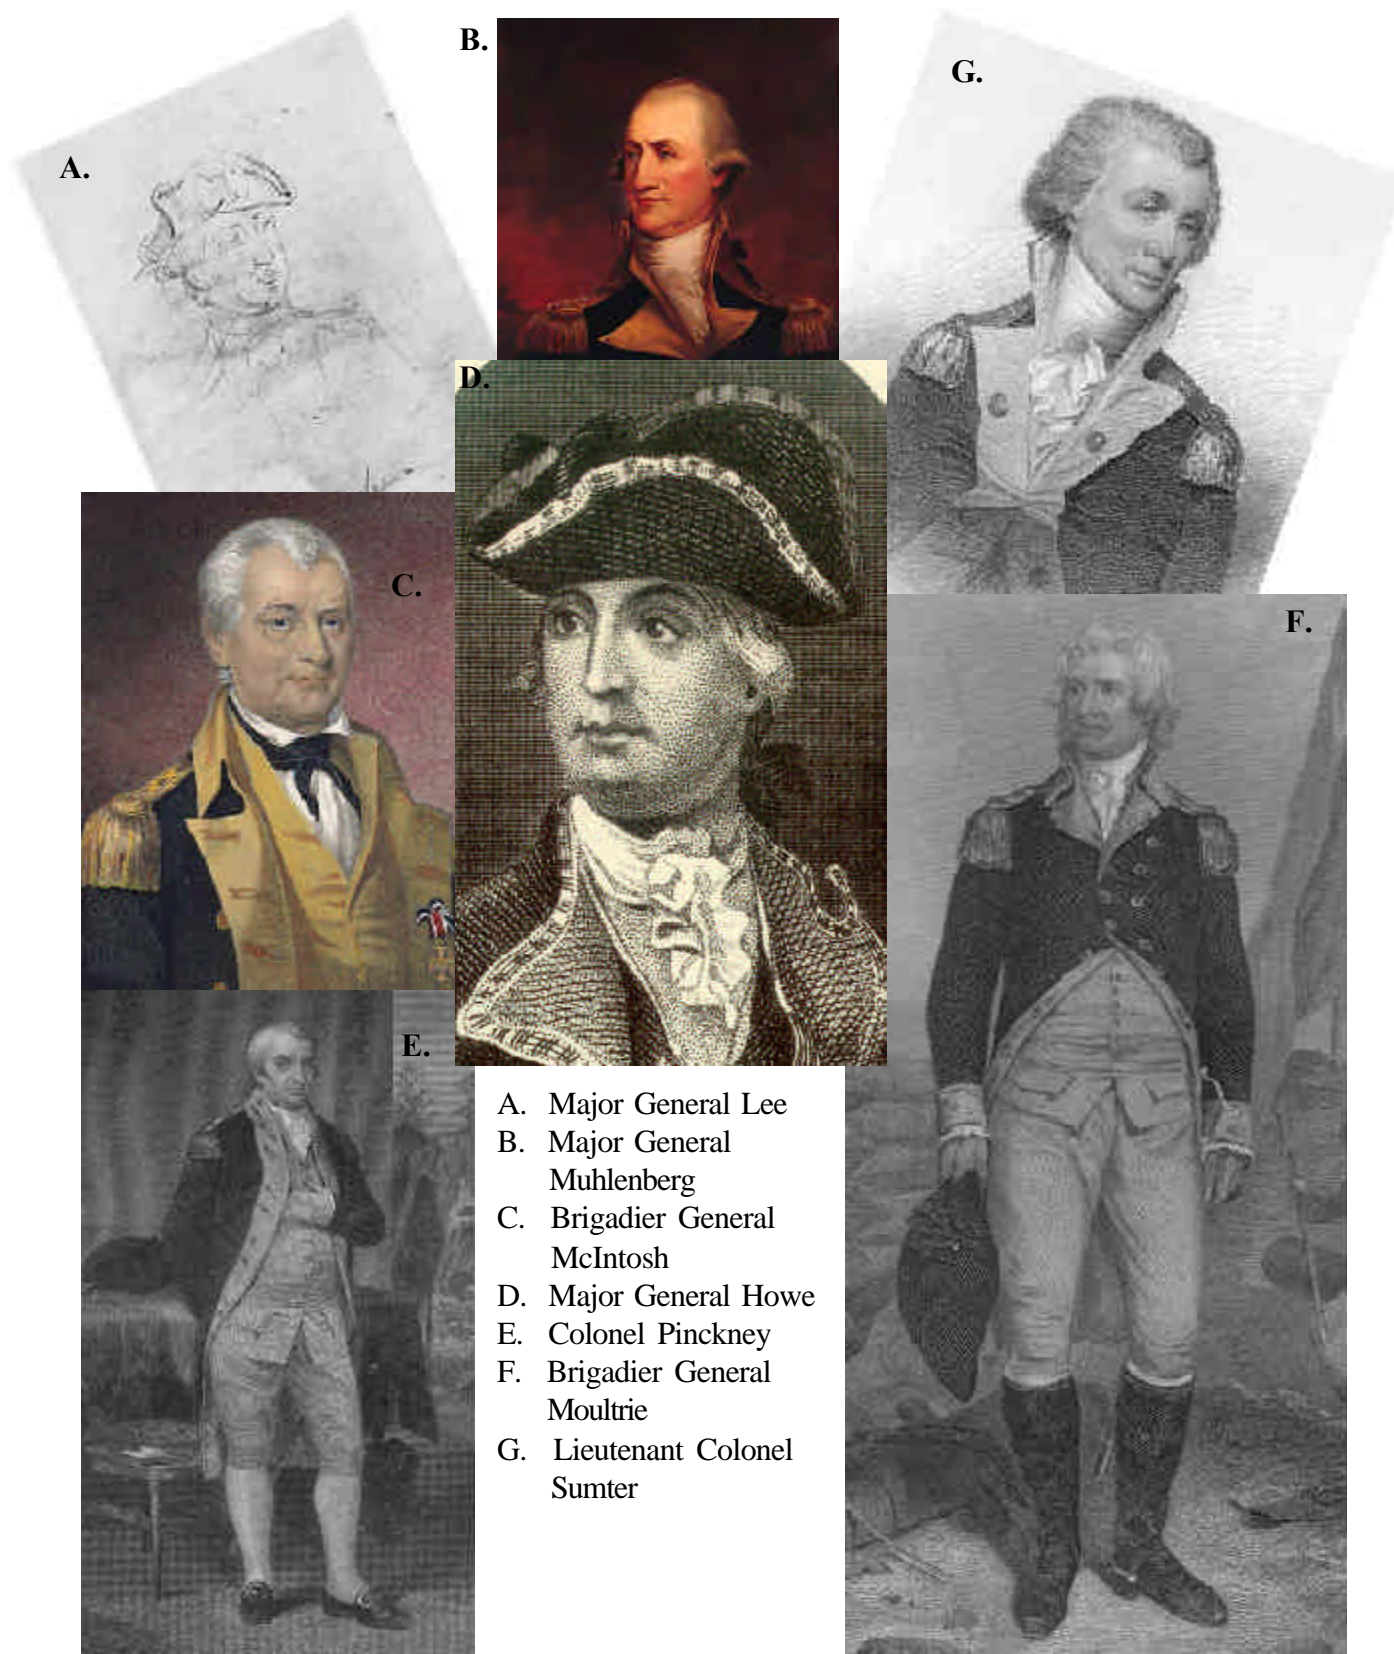 B.
G.
A.
D.
C.
F.
E.
A. Major General Lee
B. Major General
Muhlenberg
C. Brigadier General
McIntosh
D. Major General Howe
E. Colonel Pinckney
F. Brigadier General
Moultrie
G. Lieutenant Colonel
Sumter